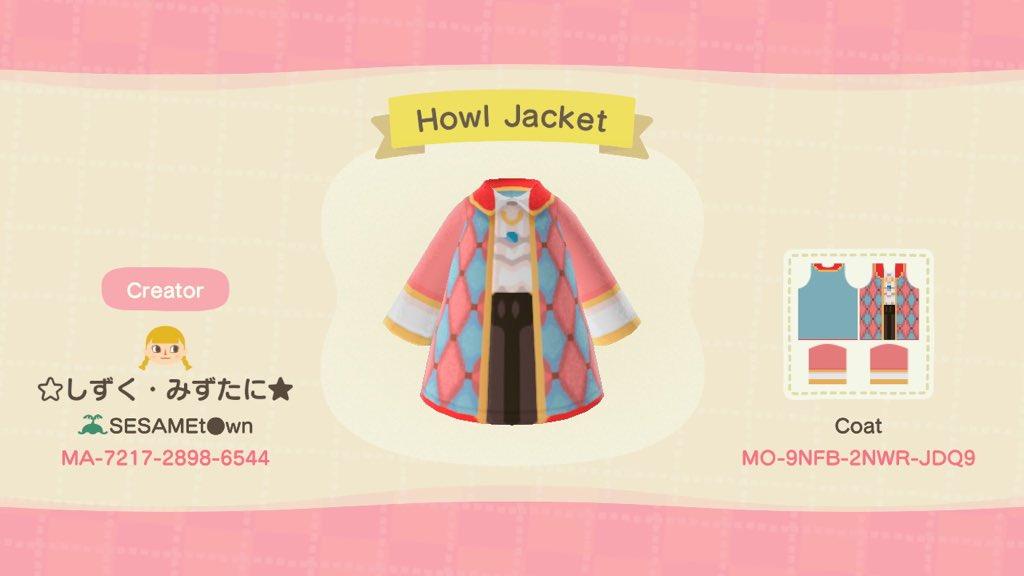 Howl Jacket
Creator
☆しずく・みずたに★
SESAMEt●wn
MA-7217-2898-6544
Coat
MO-9NFB-2NWR-JDQ9